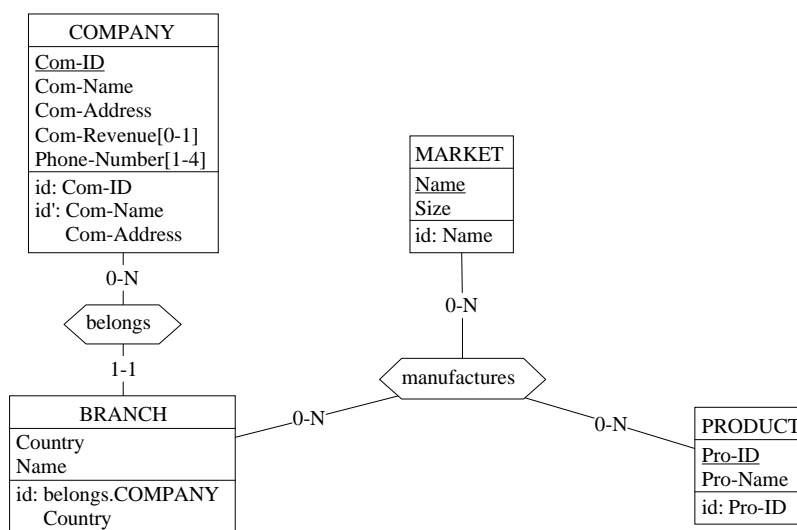 COMPANY
Com-ID
Com-Name
Com-Address
Com-Revenue[0-1]
Phone-Number[1-4]
id: Com-ID
id': Com-Name
Com-Address
0-N
belongs
1-1
BRANCH
Country
Name
id: belongs.COMPANY
Country
MARKET
Name
Size
id: Name
0-N
manufactures
0-N
0-N
PRODUCT
Pro-ID
Pro-Name
id: Pro-ID